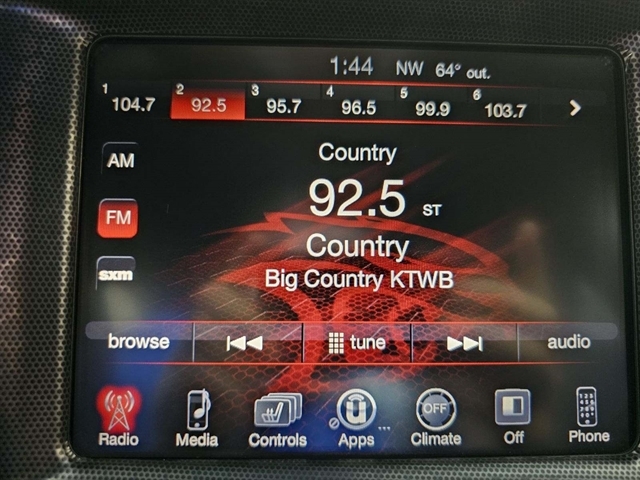 1:44 NW 64° out.
1 104.7 2 92.5 3 95.7 4 96.5 5 99.9 6 103.7 >
AM
Country
92.5 ST
FM
Country
sxm
Big Country KTWB
browse tune audio
OFF
Radio Media Controls Apps ... Climate Off Phone